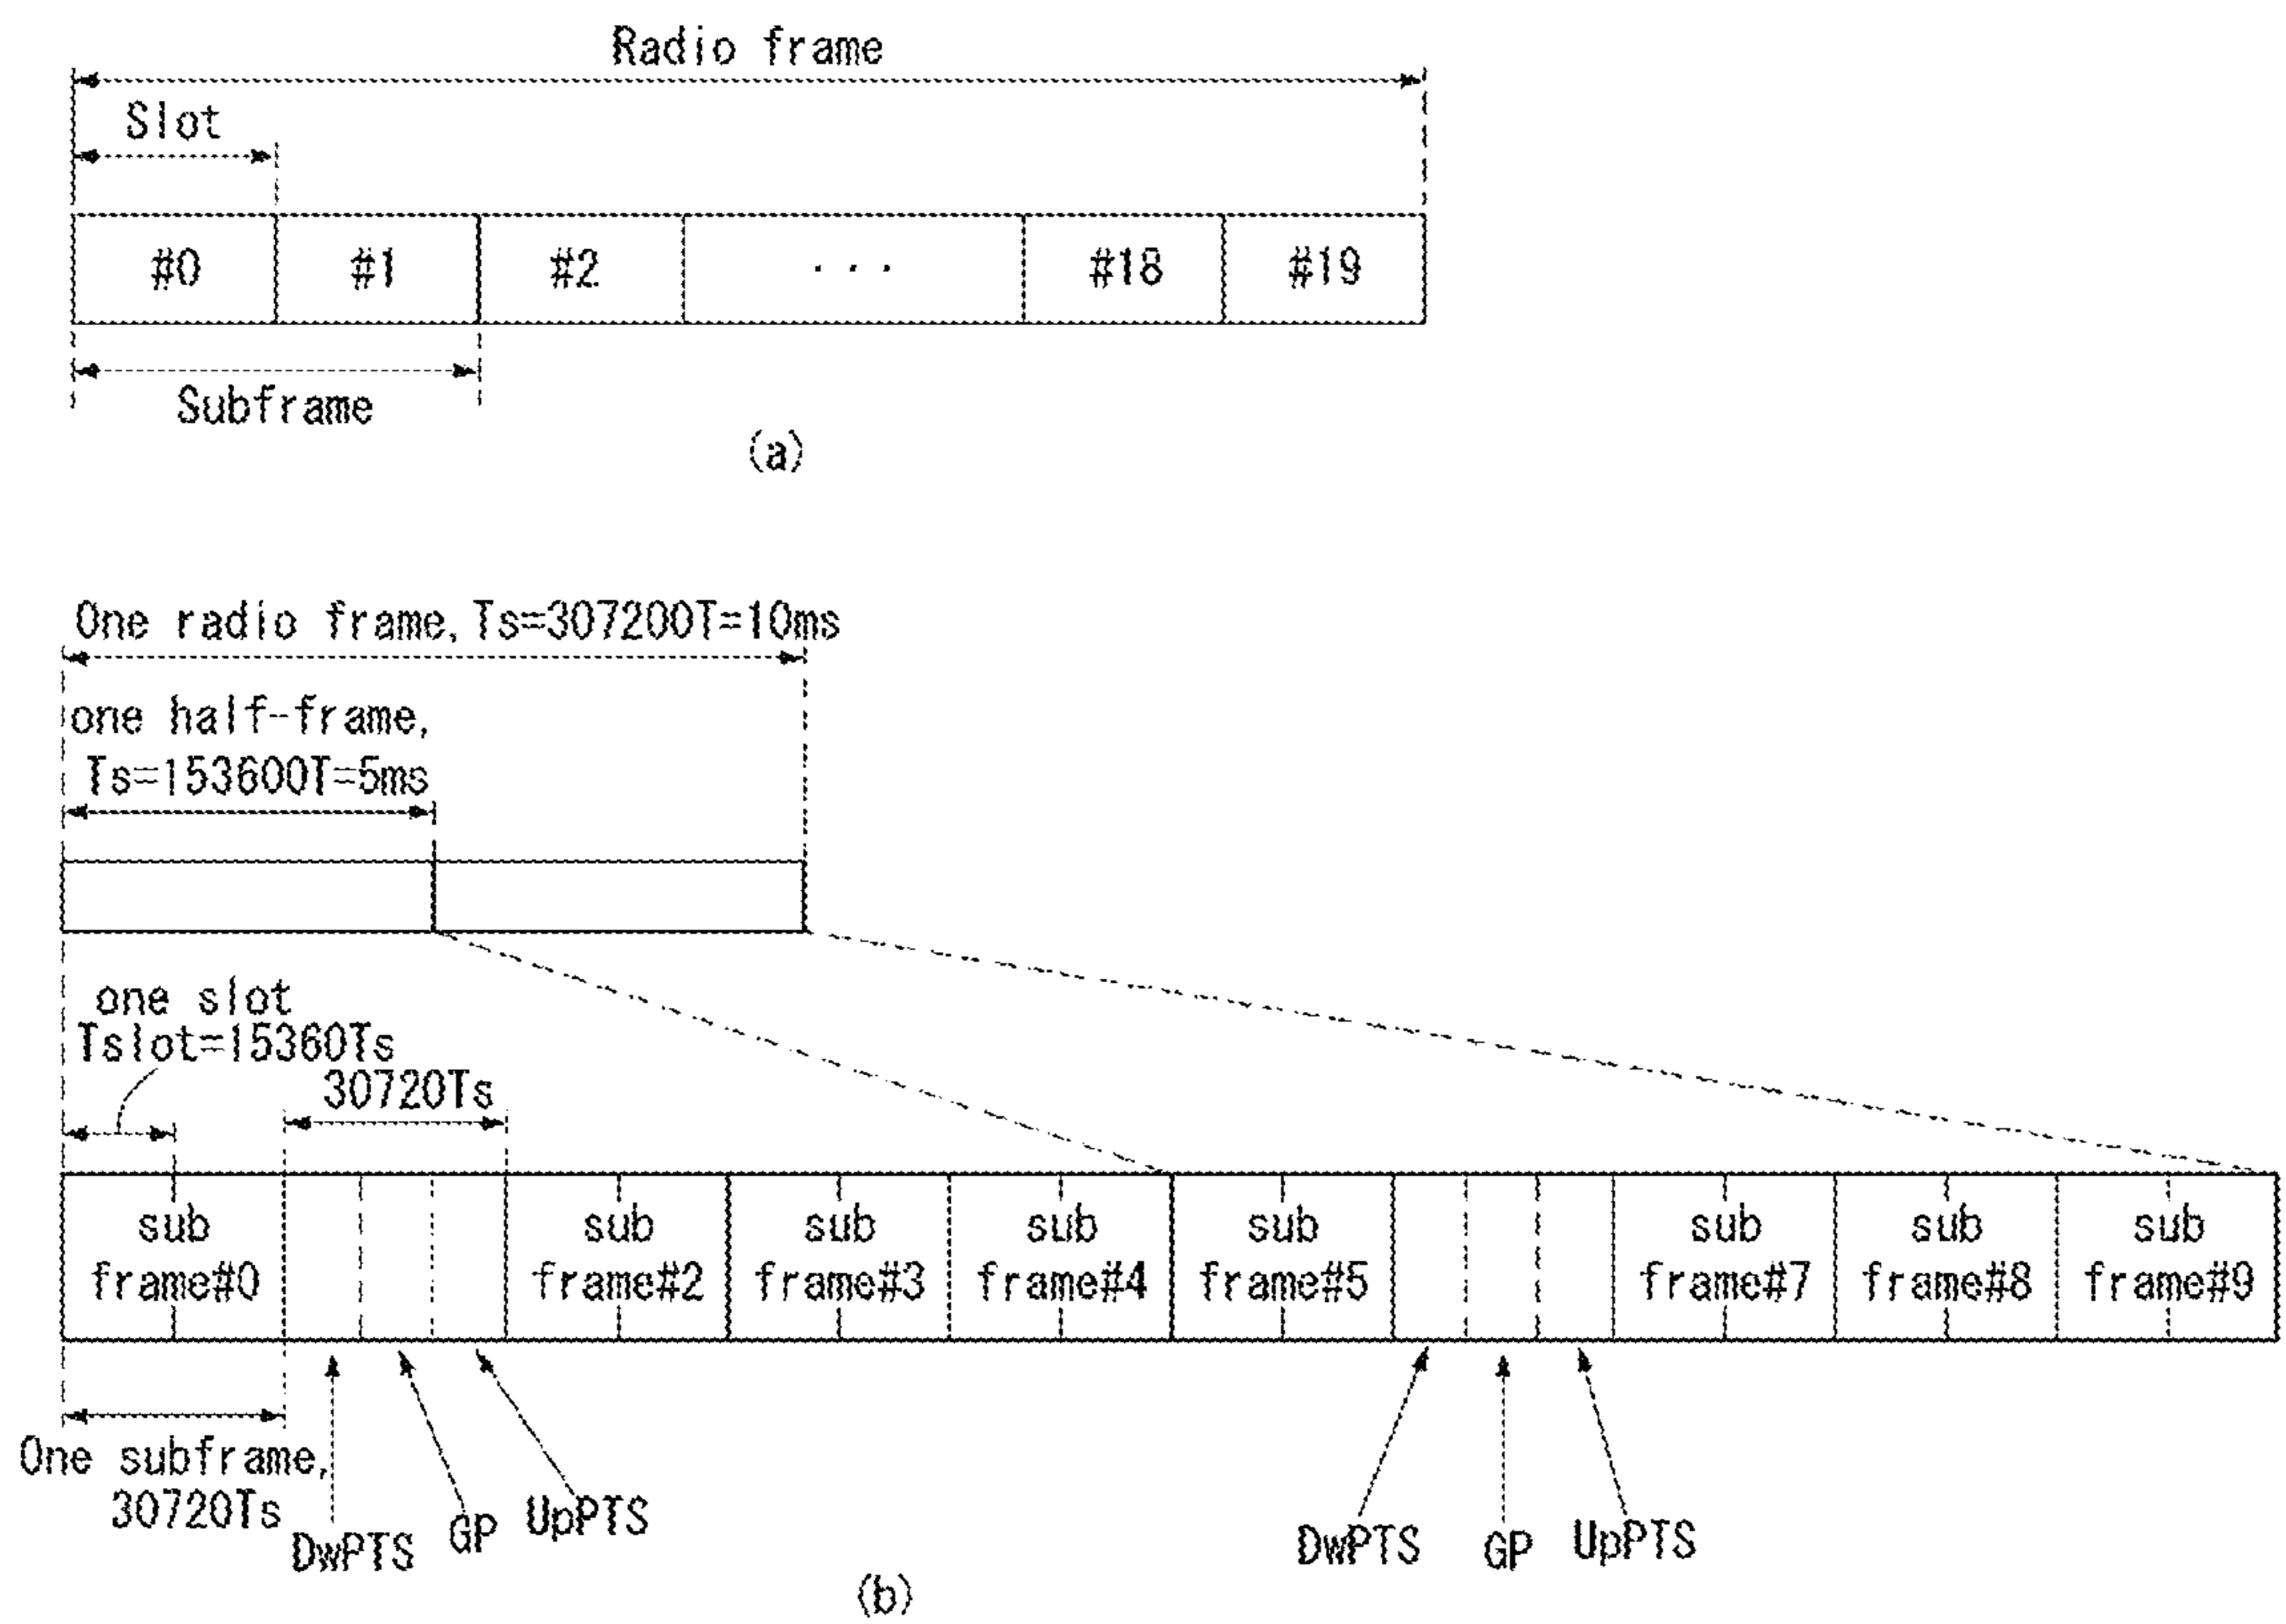 Radio frame
Slot
#0 #1 #2 ... #18 #19
Subframe
(a)
One radio frame, Ts=307200T=10ms
one half-frame,
Ts=153600T=5ms
one slot
Tslot=15360Ts
30720Ts
sub sub sub sub sub sub sub sub
frame#0 frame#2 frame#3 frame#4 frame#5 frame#7 frame#8 frame#9
One subframe,
30720Ts
DwPTS GP UpPTS DwPTS GP UpPTS
(b)